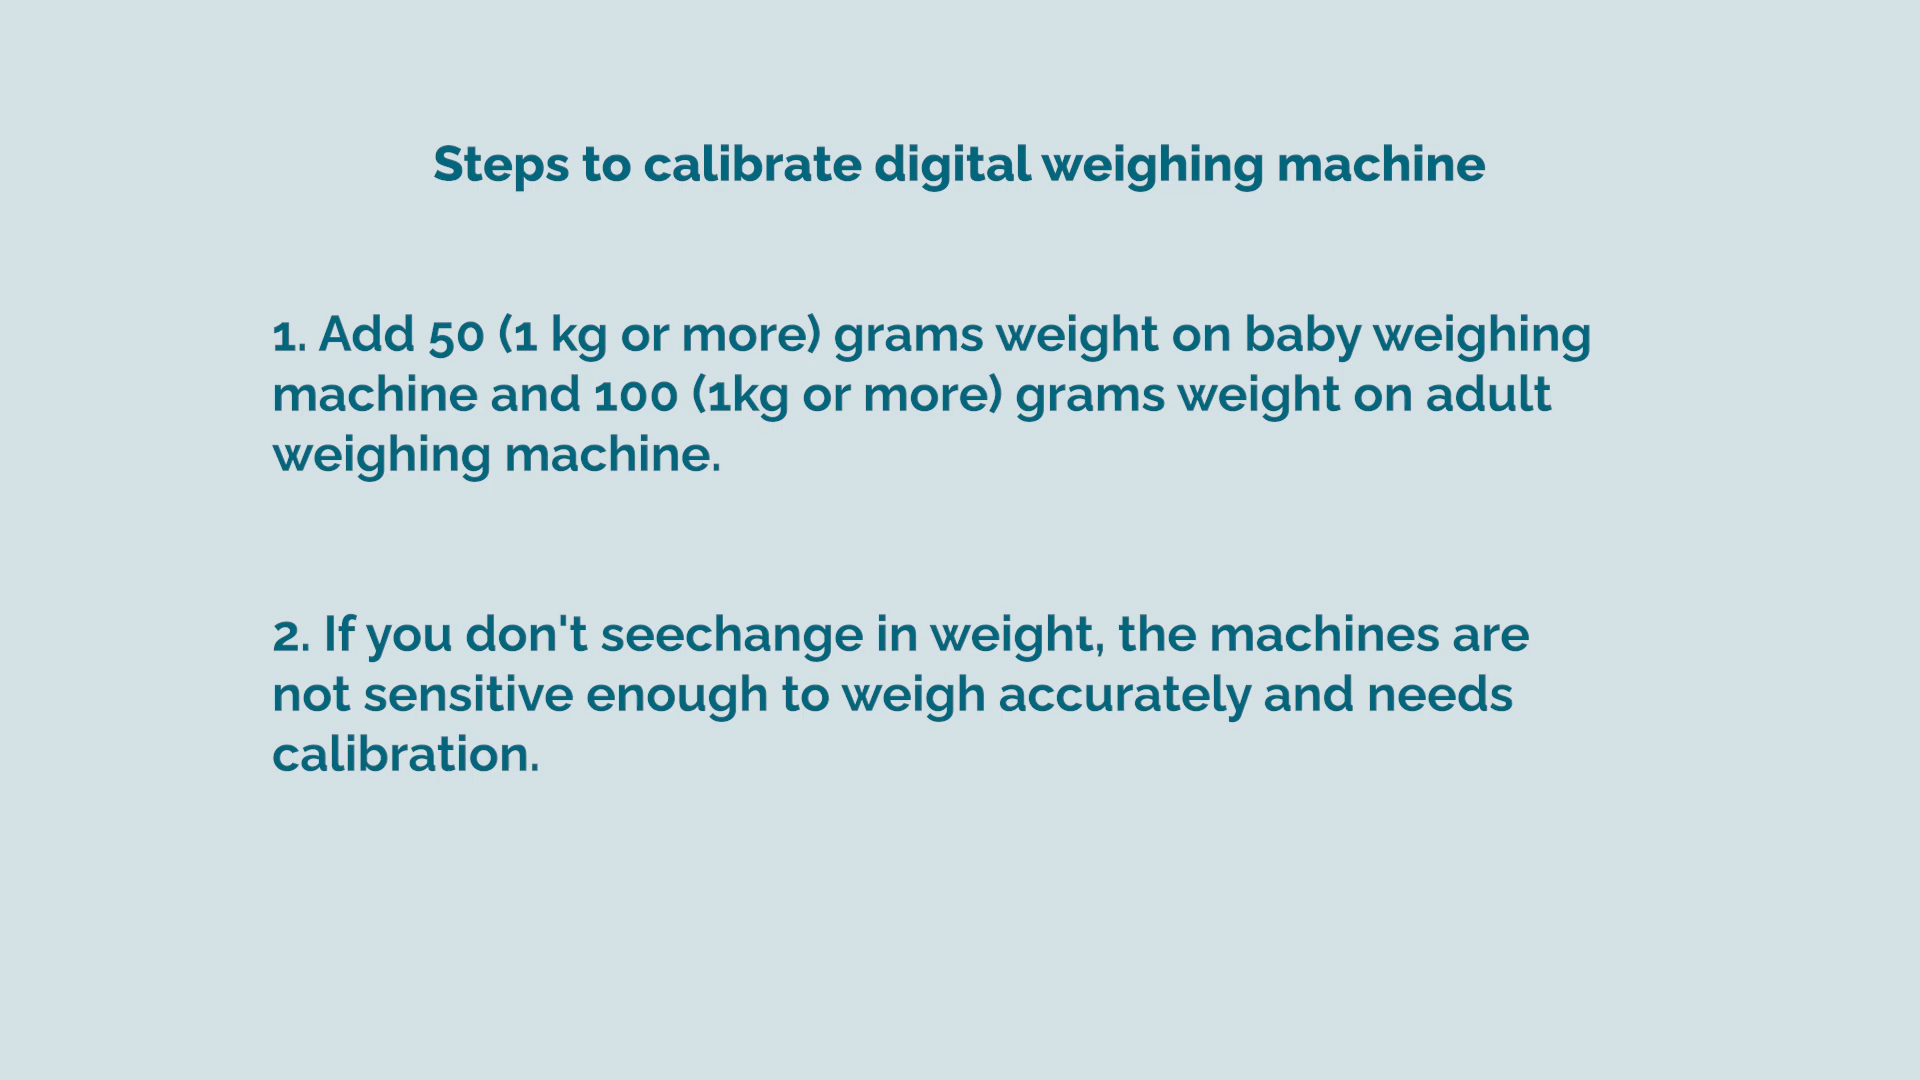 Steps to calibrate digital weighing machine
1. Add 50 (1 kg or more) grams weight on baby weighing
machine and 100 (1kg or more) grams weight on adult
weighing machine.
2. If you don't seechange in weight, the machines are
not sensitive enough to weigh accurately and needs
calibration.